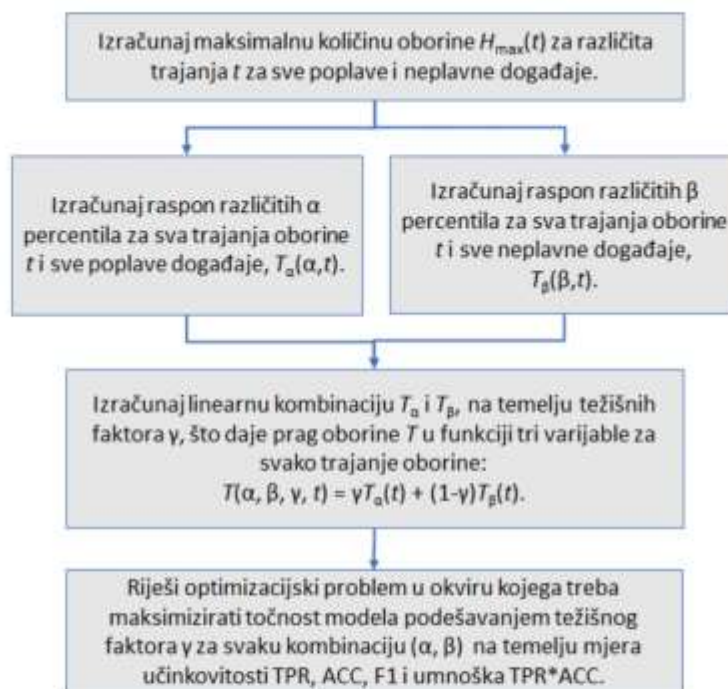 Izračunaj maksimalnu količinu oborine Hmax(t) za različita
trajanja t za sve poplave i neplavne događaje.
Izračunaj raspon različitih α
percentila za sva trajanja oborine
t i sve poplave događaje, Tα(α,t).
Izračunaj raspon različitih β
percentila za sva trajanja oborine
t i sve neplavne događaje,
Tβ(β,t).
Izračunaj linearnu kombinaciju Tα i Tβ, na temelju težišnih
faktora γ, što daje prag oborine T u funkciji tri varijable za
svako trajanje oborine:
T(α, β, γ, t) = γTα(t) + (1-γ)Tβ(t).
Riješi optimizacijski problem u okviru kojega treba
maksimizirati točnost modela podešavanjem težišnog
faktora γ za svaku kombinaciju (α, β) na temelju mjera
učinkovitosti TPR, ACC, F1 i umnoška TPR*ACC.